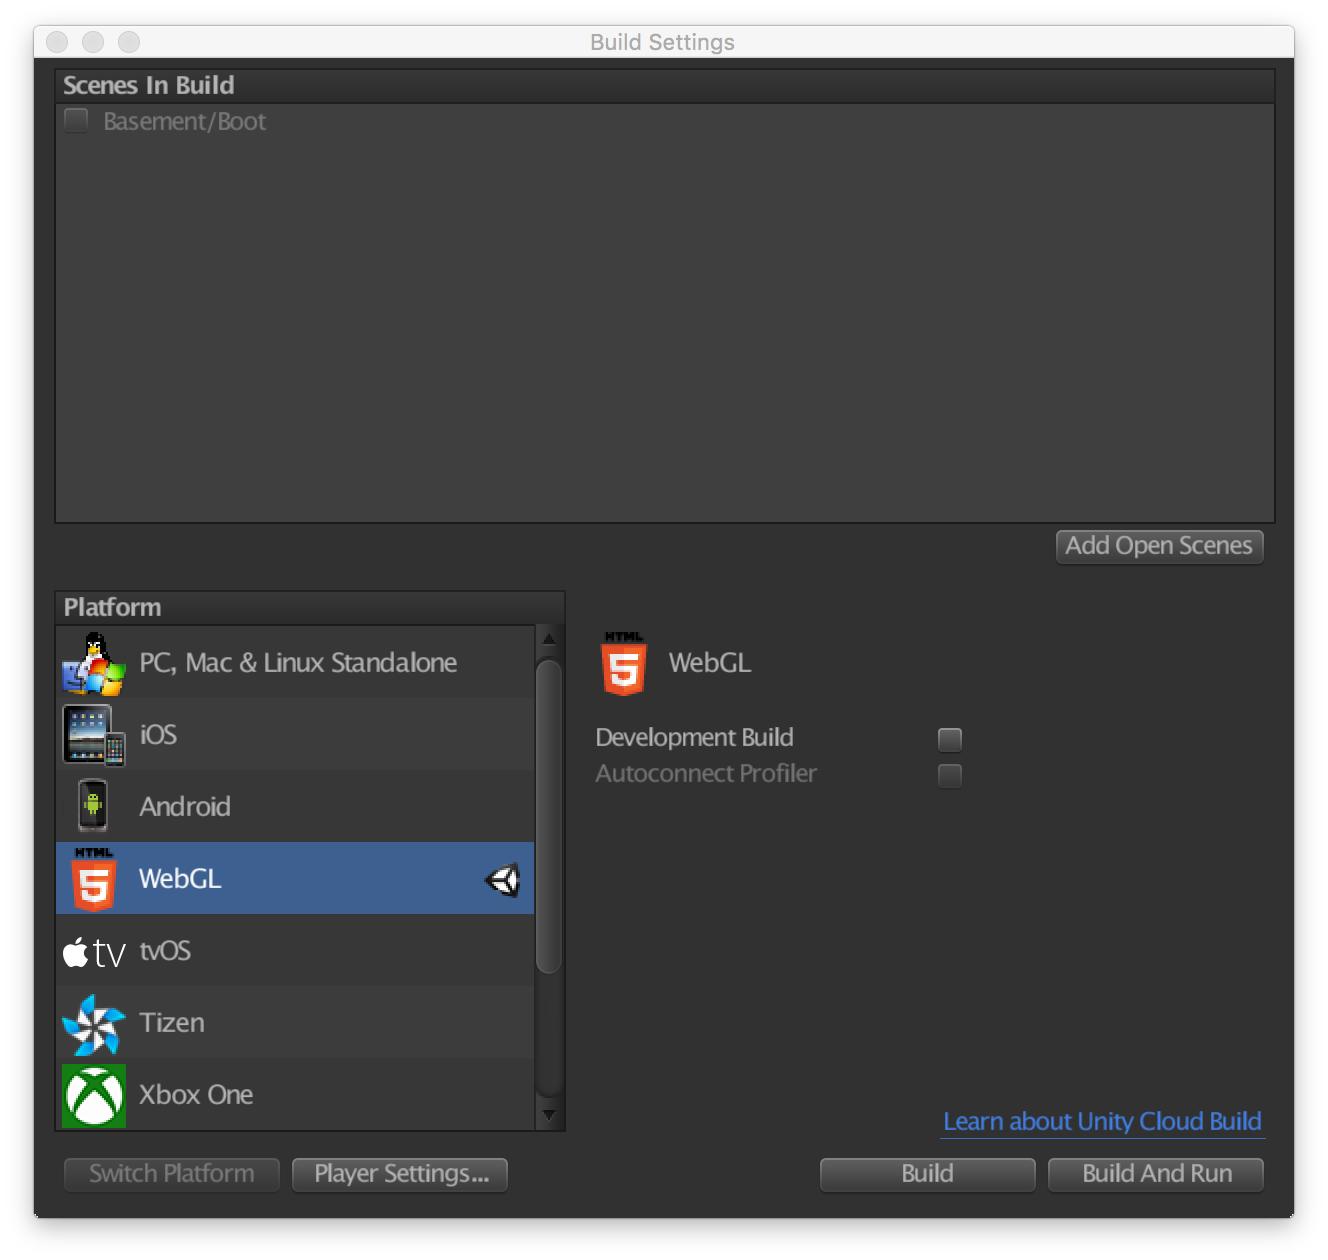 Build Settings
Scenes In Build
Basement/Boot
Add Open Scenes
Platform
PC, Mac & Linux Standalone
HTML
5
WebGL
iOS
Development Build
Autoconnect Profiler
Android
HTML
5
WebGL
tv
tvOS
Tizen
Xbox One
Learn about Unity Cloud Build
Switch Platform
Player Settings...
Build
Build And Run